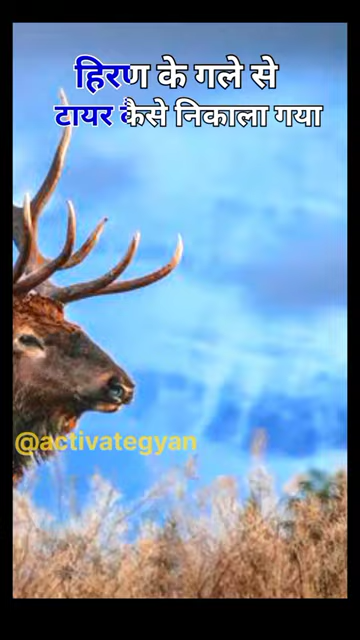 हिरण के गले से
टायर कैसे निकाला गया
@activategyan